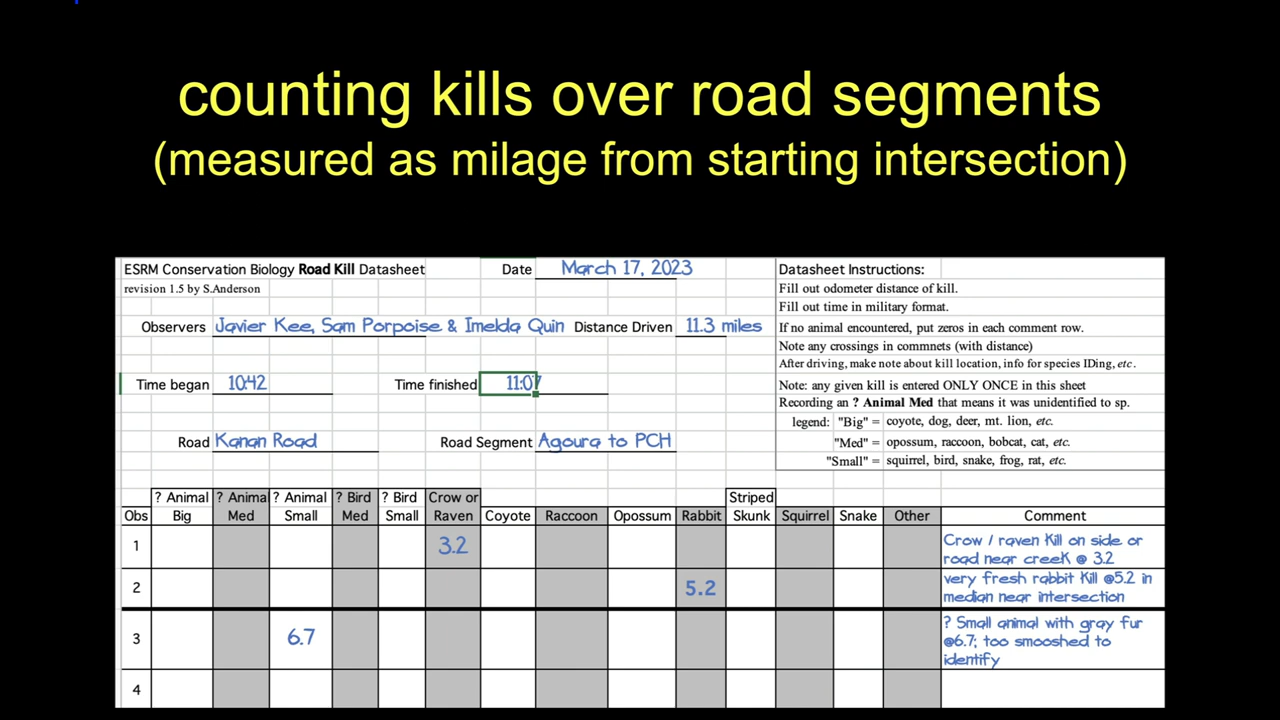 counting kills over road segments
(measured as milage from starting intersection)
ESRM Conservation Biology Road Kill Datasheet
Date March 17, 2023
revision 1.5 by S.Anderson
Observers Javier Kee, Sam Porpoise & Imelda Quin Distance Driven 11.3 miles
Time began 10:42 Time finished 11:07
Road Kanan Road Road Segment Agoura to PCH
Datasheet Instructions:
Fill out odometer distance of kill.
Fill out time in military format.
If no animal encountered, put zeros in each comment row.
Note any crossings in commnets (with distance)
After driving, make note about kill location, info for species IDing, etc.
Note: any given kill is entered ONLY ONCE in this sheet
Recording an ? Animal Med that means it was unidentified to sp.
legend: "Big" = coyote, dog, deer, mt. lion, etc.
"Med" = opossum, raccoon, bobcat, cat, etc.
"Small" = squirrel, bird, snake, frog, rat, etc.
? Animal ? Anima ? Animal ? Bird ? Bird Crow or Striped
Obs Big Med Small Med Small Raven Coyote Raccoon Opossum Rabbit Skunk Squirrel Snake Other Comment
1 3.2 Crow / raven kill on side or
road near creek @ 3.2
2 5.2 very fresh rabbit kill @5.2 in
median near intersection
3 6.7 ? Small animal with gray fur
@6.7; too smooshed to
identify
4